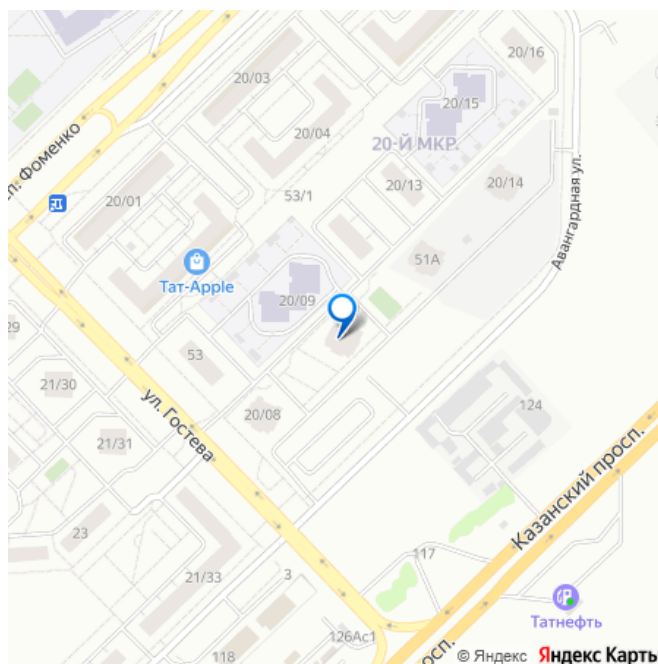 20/16
20/03
20/15
20/04
20-Й МКР.
ул. Фоменко
20/13
20/14
53/1
20/01
Авангардная ул.
51А
Тат-Apple
20/09
29
53
21/30
124
20/08
ул. Гостева
21/31
Казанский просп.
23
117
21/33
3
Татнефть
126Ас1
118
просп.
© Яндекс Яндекс Карты